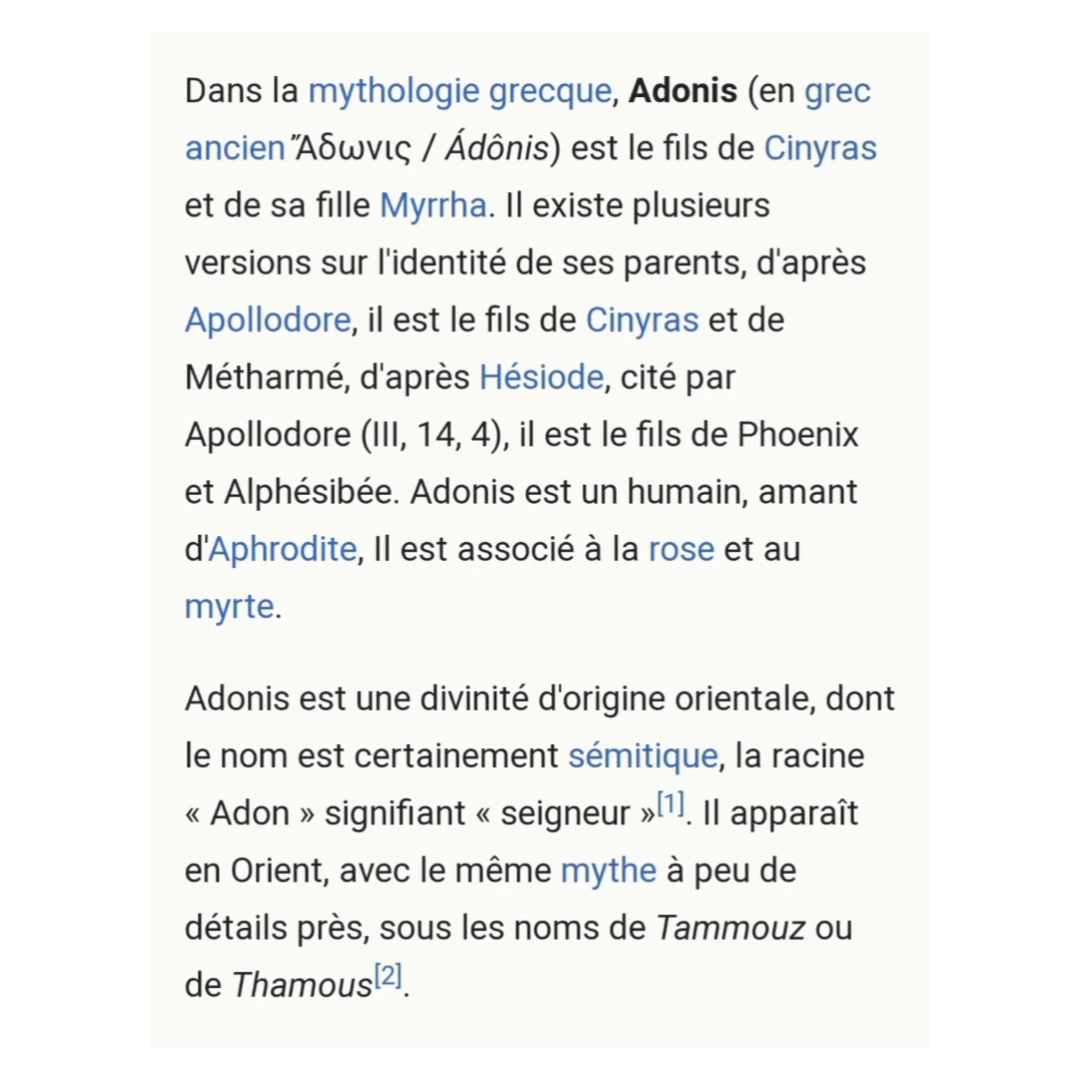 Dans la mythologie grecque, Adonis (en grec
ancien Ἄδωνις / Ádônis) est le fils de Cinyras
et de sa fille Myrrha. Il existe plusieurs
versions sur l'identité de ses parents, d'après
Apollodore, il est le fils de Cinyras et de
Métharmé, d'après Hésiode, cité par
Apollodore (III, 14, 4), il est le fils de Phoenix
et Alphésibée. Adonis est un humain, amant
d'Aphrodite, Il est associé à la rose et au
myrte.
Adonis est une divinité d'origine orientale, dont
le nom est certainement sémitique, la racine
« Adon » signifiant « seigneur »[1]. Il apparaît
en Orient, avec le même mythe à peu de
détails près, sous les noms de Tammouz ou
de Thamous[2].